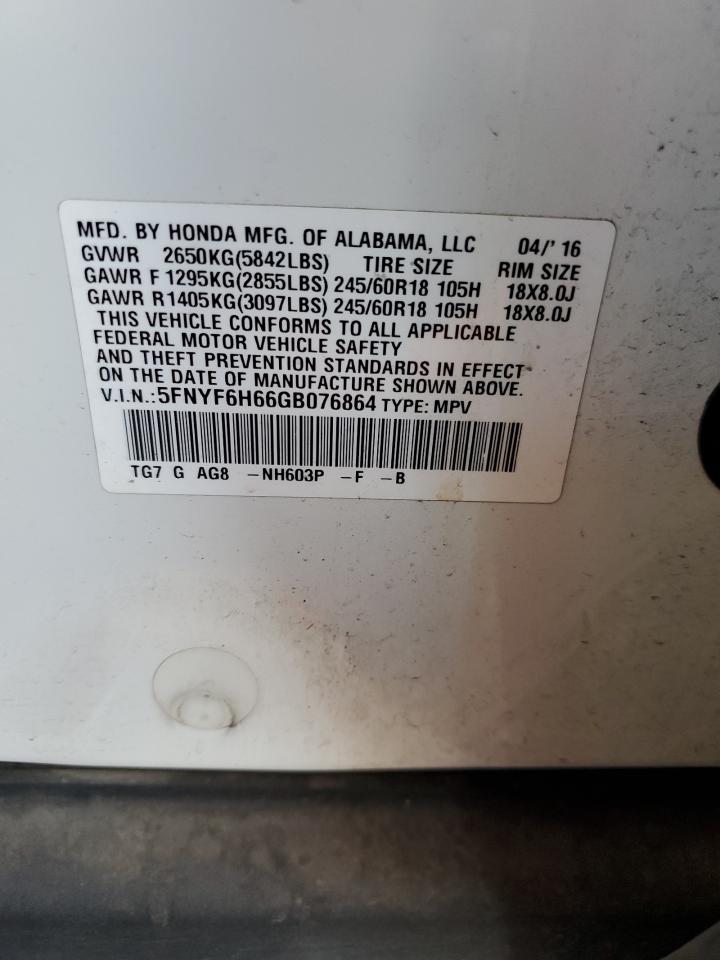 MFD. BY HONDA MFG. OF ALABAMA, LLC 04/' 16
GVWR 2650KG(5842LBS) TIRE SIZE RIM SIZE
GAWR F 1295KG(2855LBS) 245/60R18 105H 18X8.0J
GAWR R 1405KG(3097LBS) 245/60R18 105H 18X8.0J
THIS VEHICLE CONFORMS TO ALL APPLICABLE
FEDERAL MOTOR VEHICLE SAFETY
AND THEFT PREVENTION STANDARDS IN EFFECT
ON THE DATE OF MANUFACTURE SHOWN ABOVE.
V.I.N.:5FNYF6H66GB076864 TYPE: MPV
TG7 G AG8 –NH603P –F –B